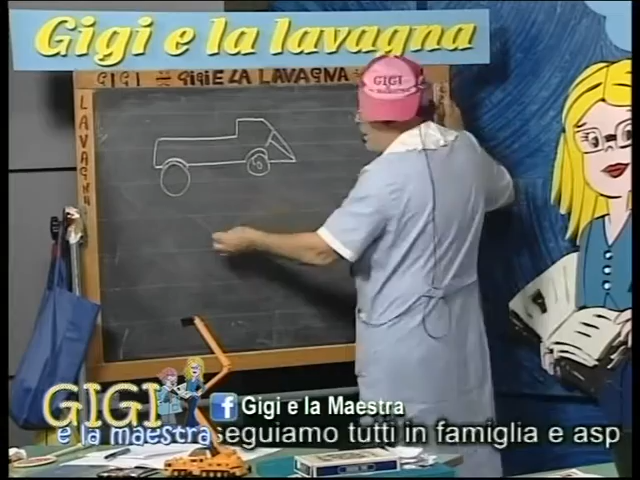 Gigi e la lavagna
GIGI E LA LAVAGNA
LAVAGNA
GIGI
GIGI
e la maestra
Gigi e la Maestra
seguiamo tutti in famiglia e asp